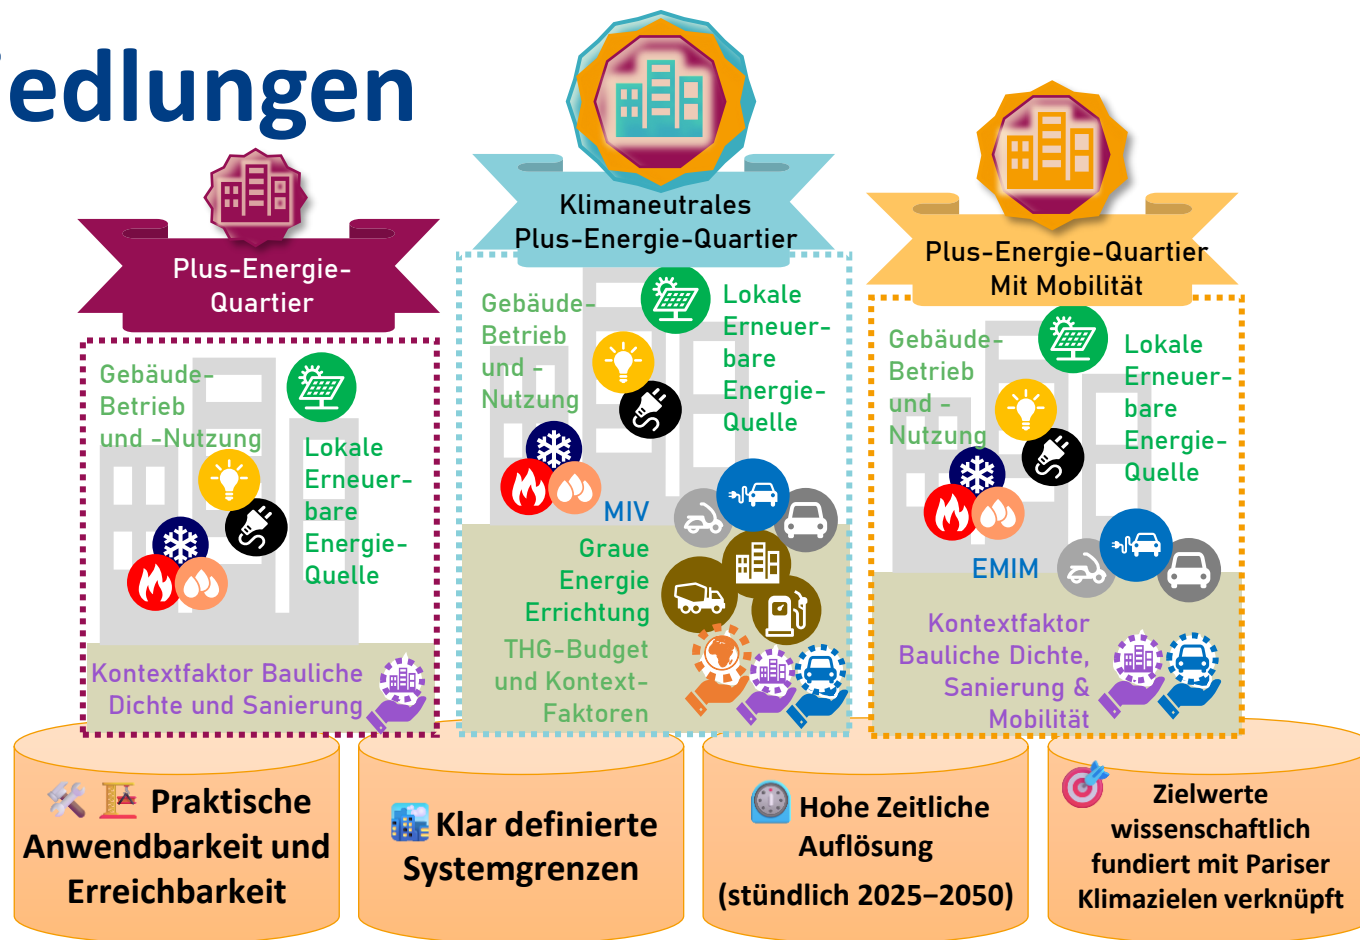 iedlungen
Plus-Energie-
Quartier
Gebäude-
Betrieb
und -Nutzung
Lokale
Erneuer-
bare
Energie-
Quelle
Kontextfaktor Bauliche
Dichte und Sanierung
Klimaneutrales
Plus-Energie-Quartier
Gebäude-
Betrieb
und -
Nutzung
Lokale
Erneuer-
bare
Energie-
Quelle
MIV
Graue
Energie
Errichtung
THG-Budget
und Kontext-
Faktoren
Plus-Energie-Quartier
Mit Mobilität
Gebäude-
Betrieb
und -
Nutzung
Lokale
Erneuer-
bare
Energie-
Quelle
EMIM
Kontextfaktor
Bauliche Dichte,
Sanierung &
Mobilität
Praktische
Anwendbarkeit und
Erreichbarkeit
Klar definierte
Systemgrenzen
Hohe Zeitliche
Auflösung
(stündlich 2025–2050)
Zielwerte
wissenschaftlich
fundiert mit Pariser
Klimazielen verknüpft